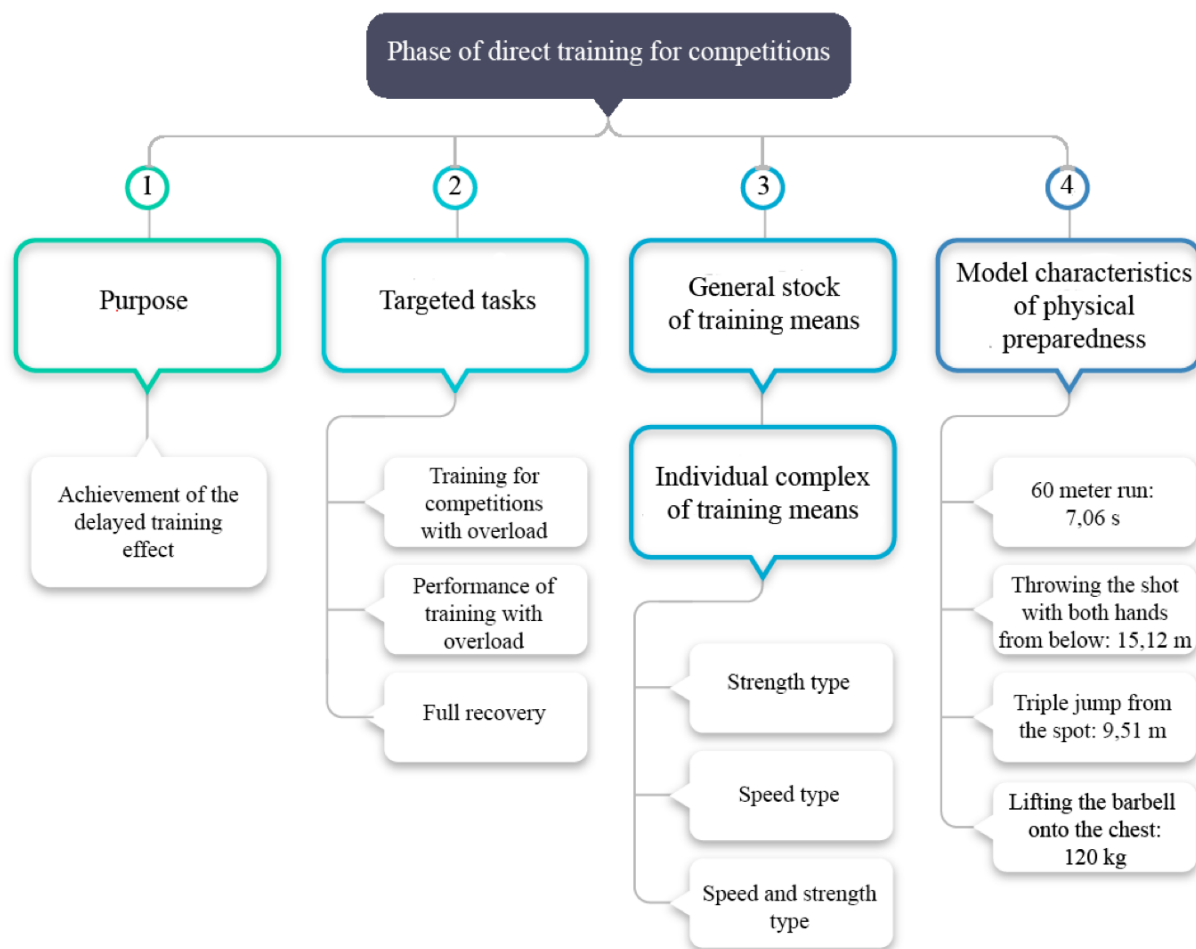 Phase of direct training for competitions
1
Purpose
Achievement of the
delayed training
effect
2
Targeted tasks
Training for
competitions
with overload
Performance of
training with
overload
Full recovery
3
General stock
of training means
Individual complex
of training means
Strength type
Speed type
Speed and strength
type
4
Model characteristics
of physical
preparedness
60 meter run:
7,06 s
Throwing the shot
with both hands
from below: 15,12 m
Triple jump from
the spot: 9,51 m
Lifting the barbell
onto the chest:
120 kg